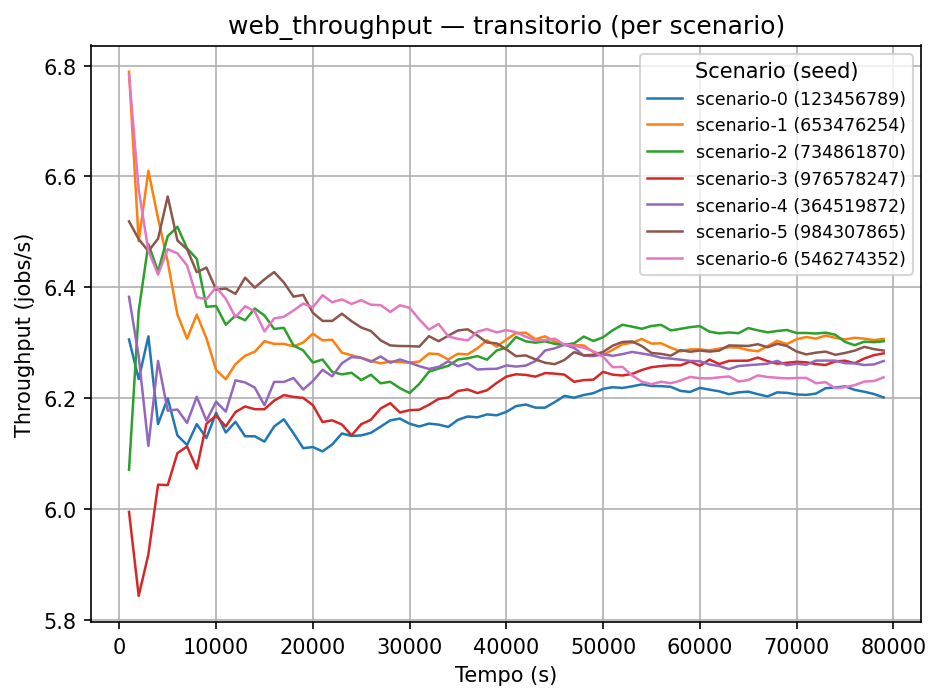 web_throughput — transitorio (per scenario)
Throughput (jobs/s)
6.8
6.6
6.4
6.2
6.0
5.8
Scenario (seed)
scenario-0 (123456789)
scenario-1 (653476254)
scenario-2 (734861870)
scenario-3 (976578247)
scenario-4 (364519872)
scenario-5 (984307865)
scenario-6 (546274352)
0 10000 20000 30000 40000 50000 60000 70000 80000
Tempo (s)